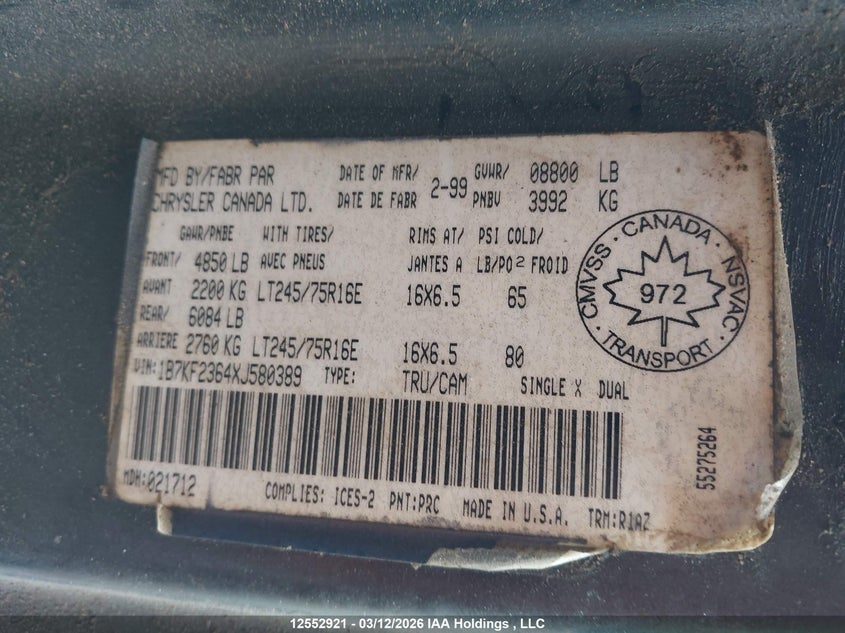 MFD BY/FABR PAR DATE OF MFR/ 2-99 GVWR/ 08800 LB
CHRYSLER CANADA LTD. DATE DE FABR PNBV 3992 KG
GAWR/PNBE WITH TIRES/ RIMS AT/ PSI COLD/
FRONT/ 4850 LB AVEC PNEUS JANTES A LB/PO2 FROID
AVANT 2200 KG LT245/75R16E 16X6.5 65
REAR/ 6084 LB
ARRIERE 2760 KG LT245/75R16E 16X6.5 80
VIN: 1B7KF2364XJ580389 TYPE: TRU/CAM SINGLE X DUAL
CMVSS · CANADA · NSVAC · TRANSPORT ·
972
55275264
MDH:021712 COMPLIES: ICES-2 PNT:PRC MADE IN U.S.A. TRM:R1AZ
12552921 - 03/12/2026 IAA Holdings , LLC